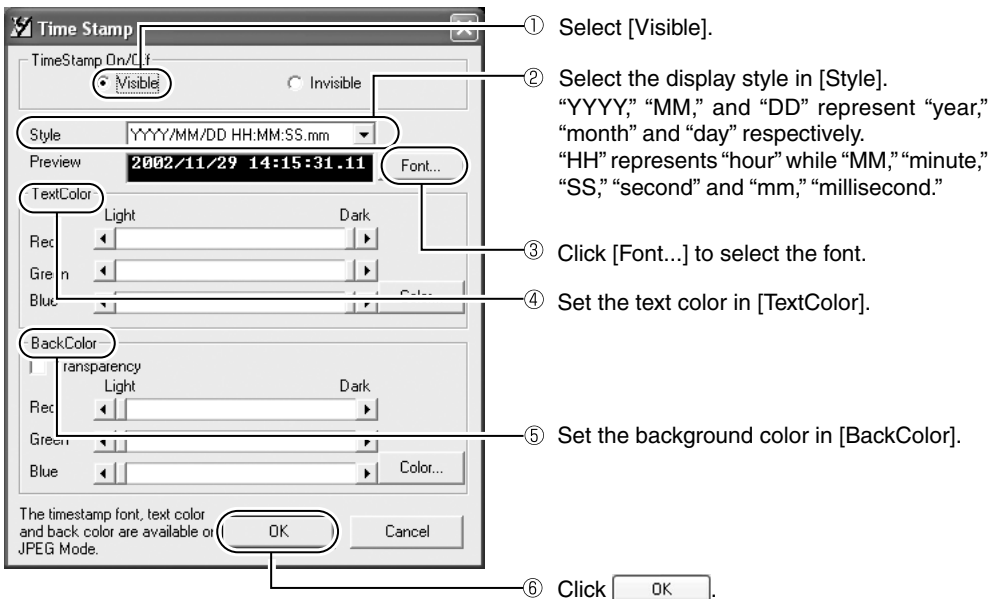 Time Stamp
TimeStamp On/Off
Visible
Invisible
Style
YYYY/MM/DD HH:MM:SS.mm
Preview
2002/11/29 14:15:31.11
Font...
TextColor
Light Dark
Red
Green
Blue
BackColor
Transparency
Light Dark
Red
Green
Blue
Color...
The timestamp font, text color
and back color are available
JPEG Mode.
OK
Cancel
① Select [Visible].
② Select the display style in [Style].
“YYYY,” “MM,” and “DD” represent “year,”
“month” and “day” respectively.
“HH” represents “hour” while “MM,” “minute,”
“SS,” “second” and “mm,” “millisecond.”
③ Click [Font...] to select the font.
④ Set the text color in [TextColor].
⑤ Set the background color in [BackColor].
⑥ Click OK.